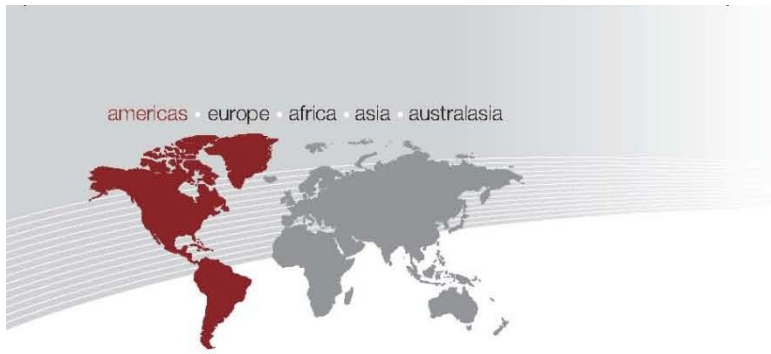 americas • europe • africa • asia • australasia